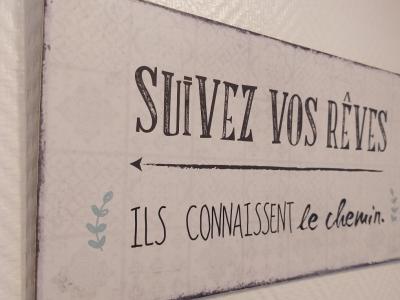 SUIVEZ VOS RÊVES
ILS CONNAISSENT le chemin.